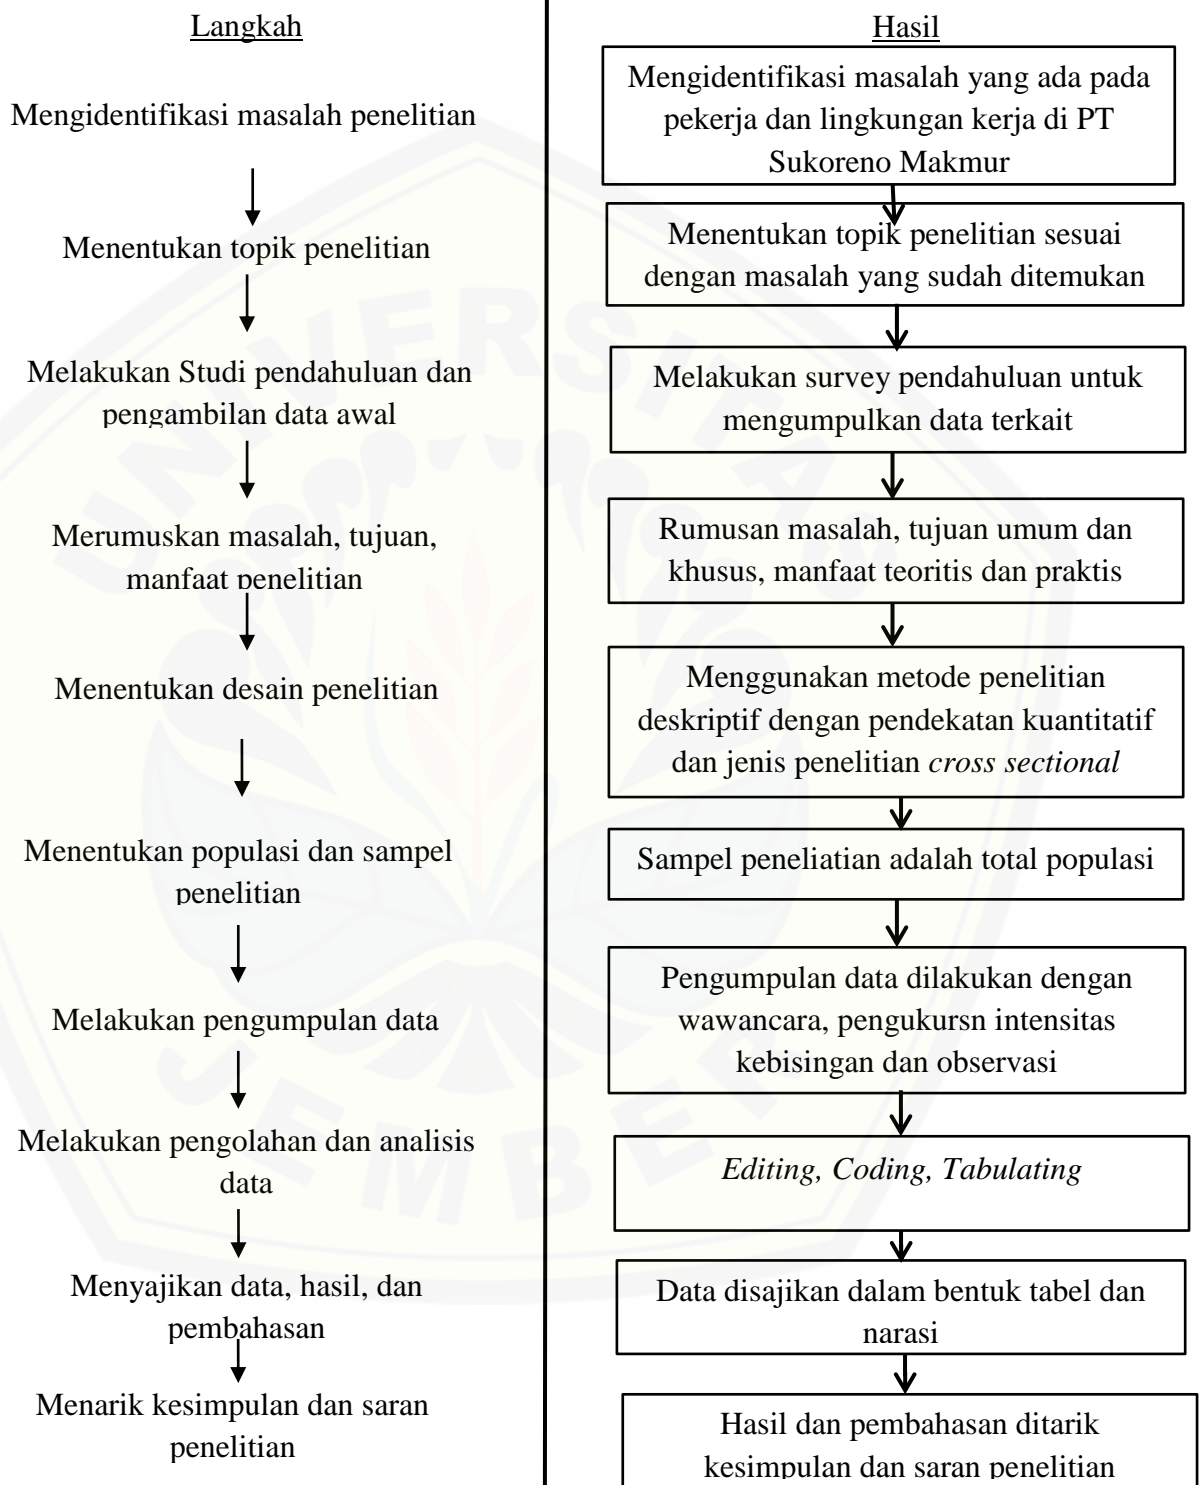 Langkah
Mengidentifikasi masalah penelitian
Menentukan topik penelitian
Melakukan Studi pendahuluan dan
pengambilan data awal
Merumuskan masalah, tujuan,
manfaat penelitian
Menentukan desain penelitian
Menentukan populasi dan sampel
penelitian
Melakukan pengumpulan data
Melakukan pengolahan dan analisis
data
Menyajikan data, hasil, dan
pembahasan
Menarik kesimpulan dan saran
penelitian
Hasil
Mengidentifikasi masalah yang ada pada
pekerja dan lingkungan kerja di PT
Sukoreno Makmur
Menentukan topik penelitian sesuai
dengan masalah yang sudah ditemukan
Melakukan survey pendahuluan untuk
mengumpulkan data terkait
Rumusan masalah, tujuan umum dan
khusus, manfaat teoritis dan praktis
Menggunakan metode penelitian
deskriptif dengan pendekatan kuantitatif
dan jenis penelitian cross sectional
Sampel peneliatian adalah total populasi
Pengumpulan data dilakukan dengan
wawancara, pengukursn intensitas
kebisingan dan observasi
Editing, Coding, Tabulating
Data disajikan dalam bentuk tabel dan
narasi
Hasil dan pembahasan ditarik
kesimpulan dan saran penelitian
UNIVERSITAS
JEMBER